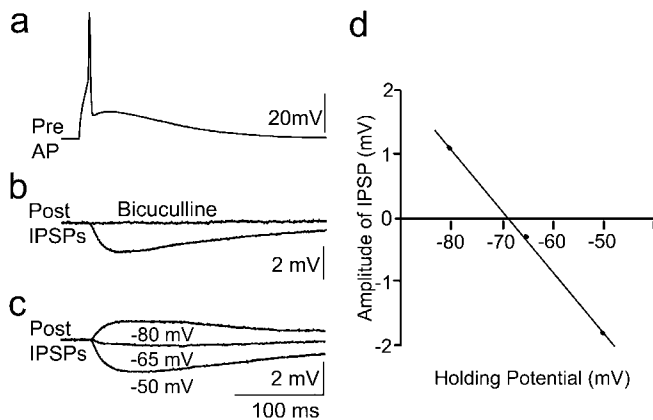 a
20mV
Pre
AP
b
Post
IPSPs
Bicuculline
2 mV
c
Post
IPSPs
-80 mV
-65 mV
-50 mV
2 mV
100 ms
d
Amplitude of IPSP (mV)
2
1
0
-1
-2
-80 -70 -60 -50
Holding Potential (mV)